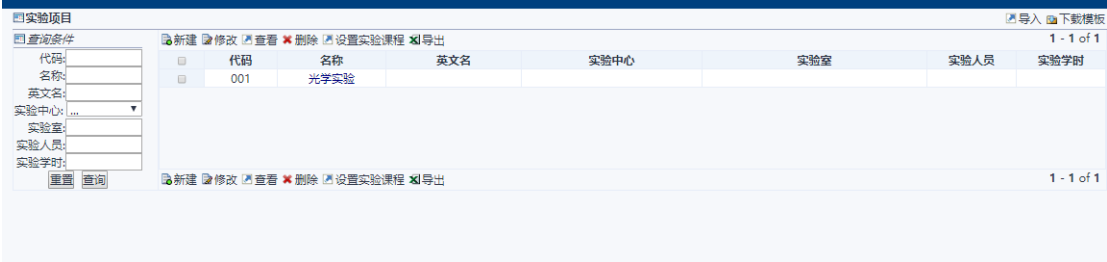 实验项目 导入 下载模板
查询条件 新建 修改 查看 删除 设置实验课程 导出 1 - 1 of 1
代码: 代码 名称 英文名 实验中心 实验室 实验人员 实验学时
名称: 001 光学实验
英文名:
实验中心: ...
实验室:
实验人员:
实验学时:
重置 查询 新建 修改 查看 删除 设置实验课程 导出 1 - 1 of 1